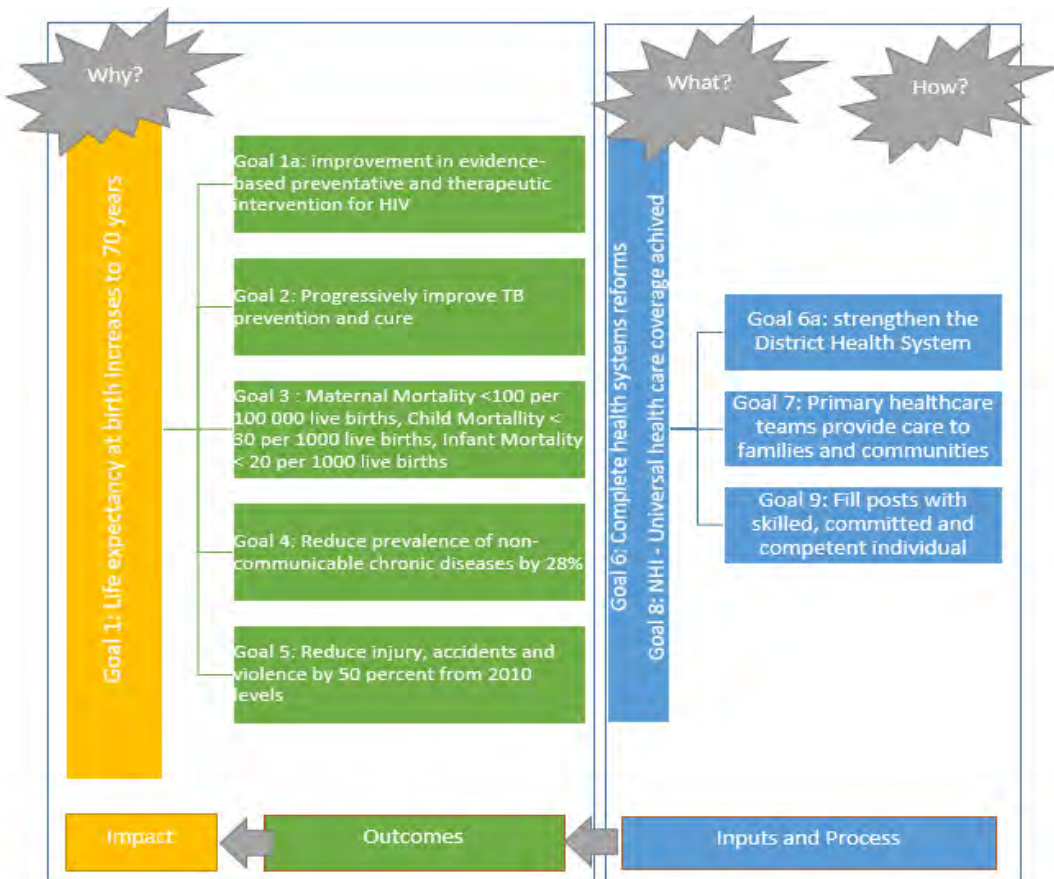 Why?
Goal 1: Life expectancy at birth increases to 70 years
Goal 1a: improvement in evidence-
based preventative and therapeutic
intervention for HIV
Goal 2: Progressively improve TB
prevention and cure
Goal 3 : Maternal Mortality <100 per
100 000 live births, Child Mortallity <
30 per 1000 live births, Infant Mortality
< 20 per 1000 live births
Goal 4: Reduce prevalence of non-
communicable chronic diseases by 28%
Goal 5: Reduce injury, accidents and
violence by 50 percent from 2010
levels
What?
How?
Goal 6: Complete health systems reforms
Goal 8: NHI - Universal health care coverage achived
Goal 6a: strengthen the
District Health System
Goal 7: Primary healthcare
teams provide care to
families and communities
Goal 9: Fill posts with
skilled, committed and
competent individual
Impact
Outcomes
Inputs and Process